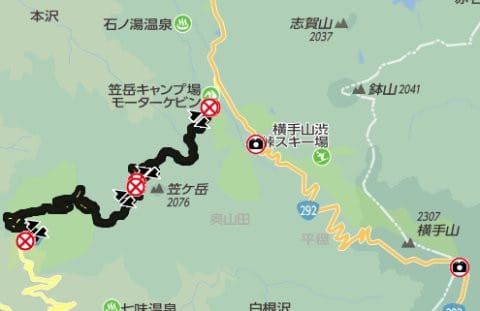 本沢
石ノ湯温泉
志賀山
2037
笠岳キャンプ場
モーターケビン
鉢山 2041
横手山渋
峠スキー場
笠ケ岳
2076
292
奥山田
平穏
2307
横手山
七味温泉
白根沢